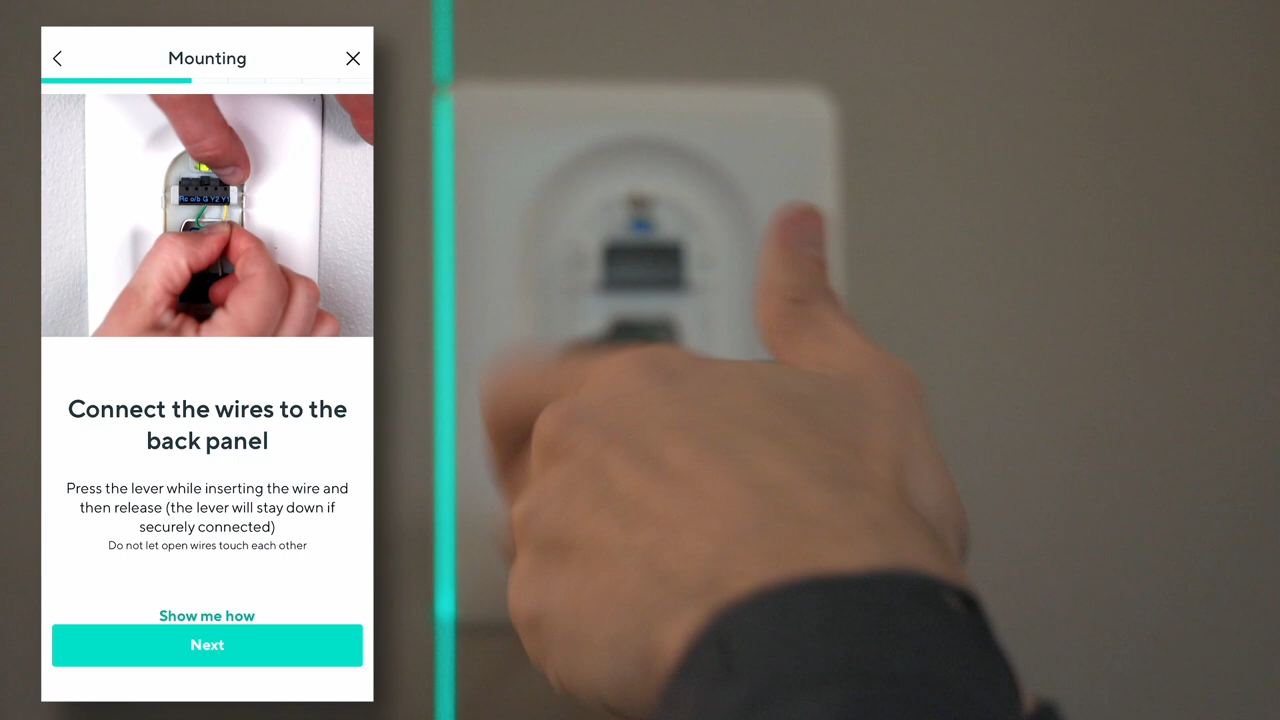 Mounting
Rc o/b G Y2 Y1
Connect the wires to the
back panel
Press the lever while inserting the wire and
then release (the lever will stay down if
securely connected)
Do not let open wires touch each other
Show me how
Next